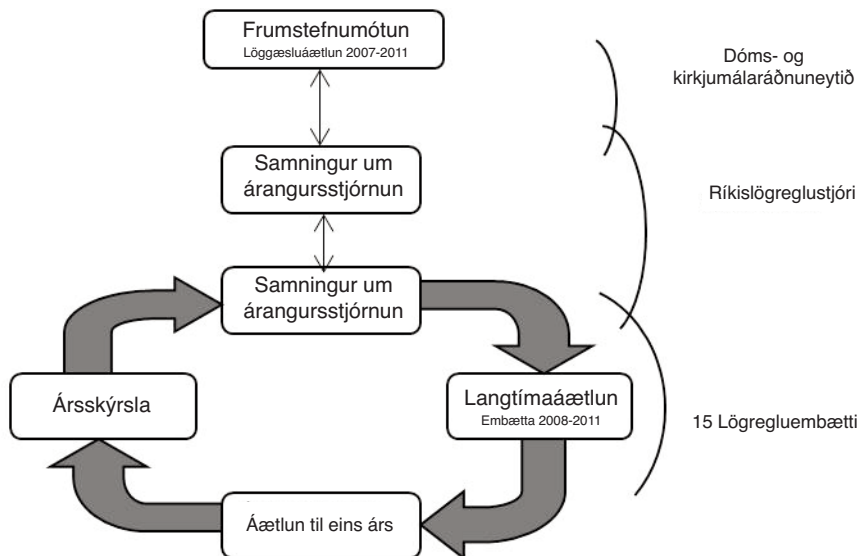 Frumstefnumótun
Löggæsluáætlun 2007-2011
Dóms- og
kirkjumálaráðnuneytið
Samningur um
árangursstjórnun
Ríkislögreglustjóri
Samningur um
árangursstjórnun
Ársskýrsla
Langtímaáætlun
Embætta 2008-2011
15 Lögregluembætti
Áætlun til eins árs